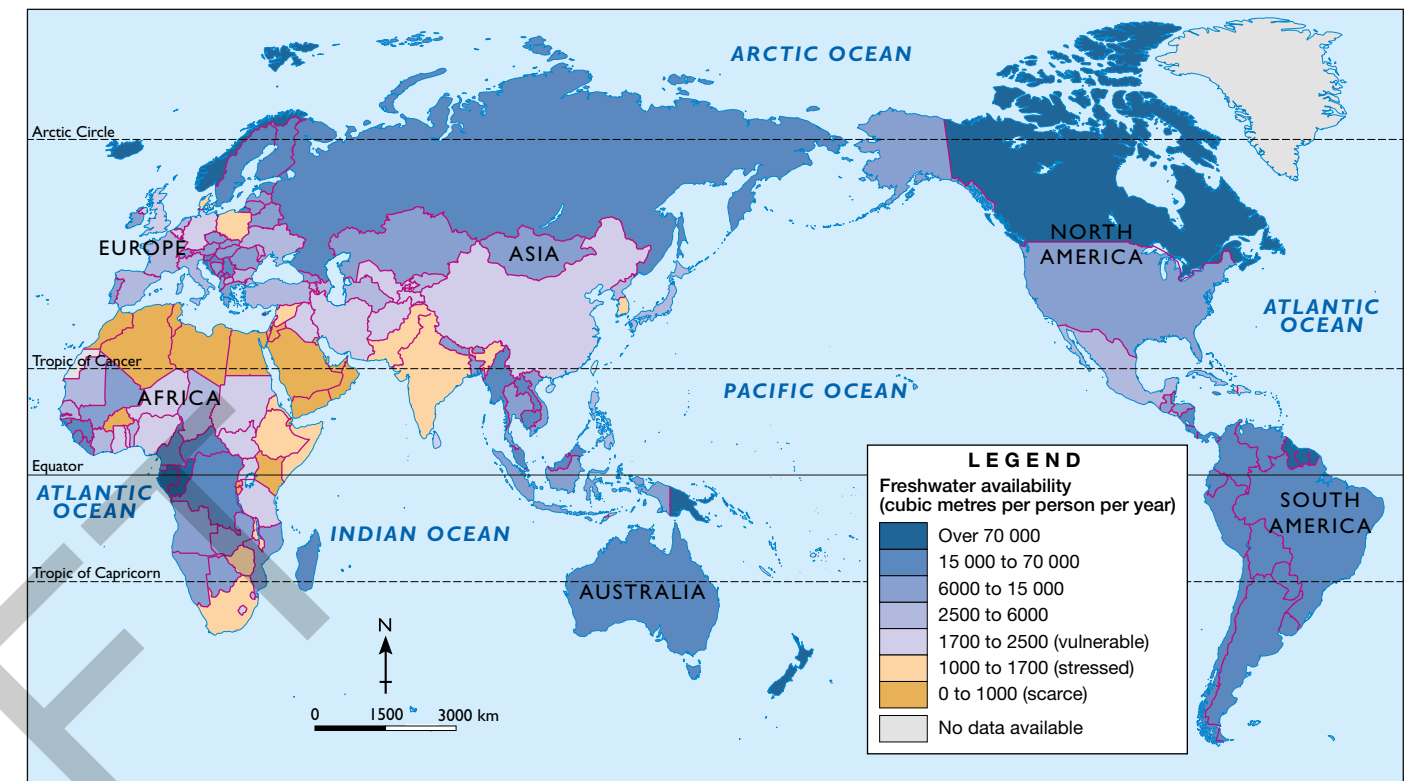 ARCTIC OCEAN
Arctic Circle
NORTH
AMERICA
EUROPE
ASIA
ATLANTIC
OCEAN
Tropic of Cancer
PACIFIC OCEAN
AFRICA
Equator
ATLANTIC
OCEAN
SOUTH
AMERICA
INDIAN OCEAN
Tropic of Capricorn
AUSTRALIA
N
0 1500 3000 km
LEGEND
Freshwater availability
(cubic metres per person per year)
Over 70 000
15 000 to 70 000
6000 to 15 000
2500 to 6000
1700 to 2500 (vulnerable)
1000 to 1700 (stressed)
0 to 1000 (scarce)
No data available